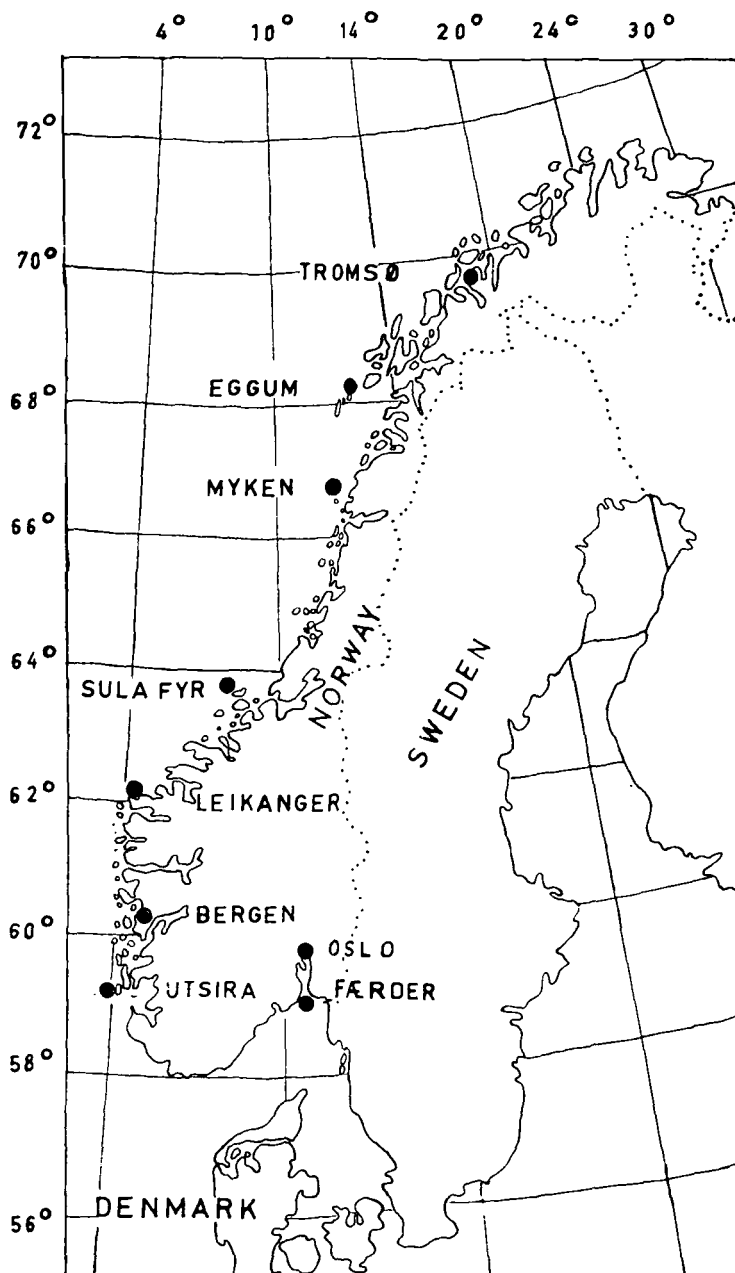 4° 10° 14° 20° 24° 30°
72°
70°
TROMSØ
EGGUM
68°
MYKEN
66°
NORWAY
64°
SWEDEN
SULA FYR
62°
LEIKANGER
BERGEN
60°
OSLO
UTSIRA
FÆRDER
58°
DENMARK
56°